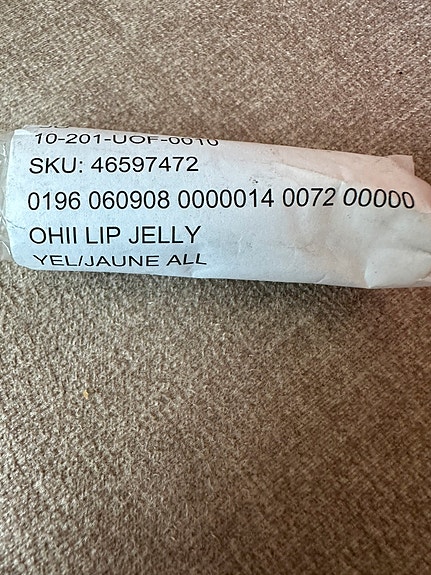 10-201-UOF-0010
SKU: 46597472
0196 060908 0000014 0072 00000
OHII LIP JELLY
YEL/JAUNE ALL